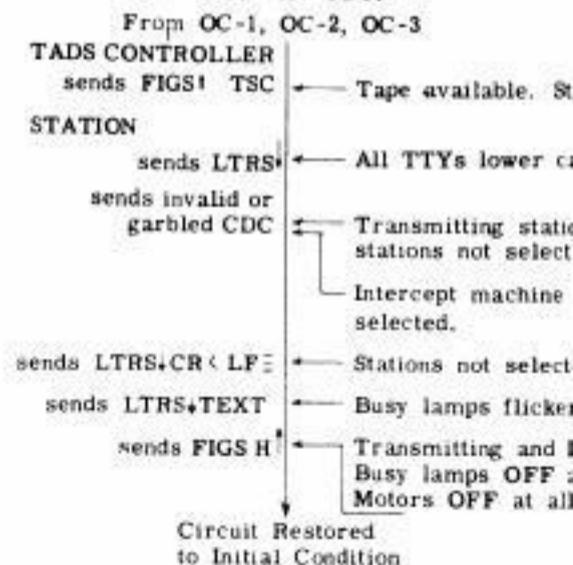 From OC-1, OC-2, OC-3
TADS CONTROLLER
sends FIGS↑ TSC
Tape available. St
STATION
sends LTRS↓
All TTYs lower ca
sends invalid or
garbled CDC
Transmitting statio
stations not select
Intercept machine
selected.
sends LTRS↓CR < LF≡
Stations not select
sends LTRS↓TEXT
Busy lamps flicker
sends FIGS H↑
Transmitting and
Busy lamps OFF a
Motors OFF at all
Circuit Restored
to Initial Condition